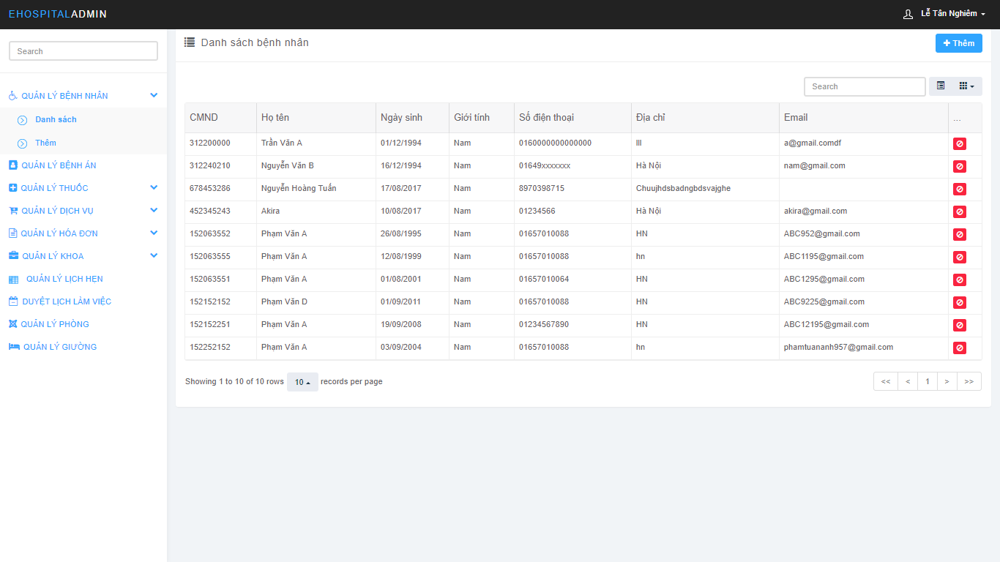 EHOSPITALADMIN
Lê Tấn Nghiêm
Search
QUẢN LÝ BỆNH NHÂN
Danh sách
Thêm
QUẢN LÝ BỆNH ÁN
QUẢN LÝ THUỐC
QUẢN LÝ DỊCH VỤ
QUẢN LÝ HÓA ĐƠN
QUẢN LÝ KHOA
QUẢN LÝ LỊCH HẸN
DUYỆT LỊCH LÀM VIỆC
QUẢN LÝ PHÒNG
QUẢN LÝ GIƯỜNG
Danh sách bệnh nhân
Thêm
Search
CMND Họ tên Ngày sinh Giới tính Số điện thoại Địa chỉ Email ...
312200000 Trần Văn A 01/12/1994 Nam 0160000000000000 lll a@gmail.comdf
312240210 Nguyễn Văn B 16/12/1994 Nam 01649xxxxxxx Hà Nội nam@gmail.com
678453286 Nguyễn Hoàng Tuấn 17/08/2017 Nam 8970398715 Chuujhdsbadngbdsvajghe
452345243 Akira 10/08/2017 Nam 01234566 Hà Nội akira@gmail.com
152063552 Phạm Văn A 26/08/1995 Nam 01657010088 HN ABC952@gmail.com
152063555 Phạm Văn A 12/08/1999 Nam 01657010088 hn ABC1195@gmail.com
152063551 Phạm Văn A 01/08/2001 Nam 01657010064 HN ABC1295@gmail.com
152152152 Phạm Văn D 01/09/2011 Nam 01657010088 HN ABC9225@gmail.com
152152251 Phạm Văn A 19/09/2008 Nam 01234567890 HN ABC12195@gmail.com
152252152 Phạm Văn A 03/09/2004 Nam 01657010088 hn phamtuananh957@gmail.com
Showing 1 to 10 of 10 rows 10 records per page
<< < 1 > >>